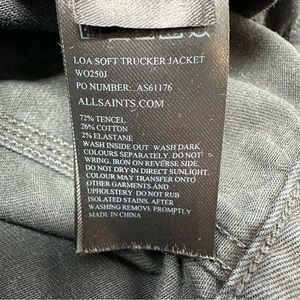 LOA SOFT TRUCKER JACKET
WO250J
PO NUMBER: AS61176
ALLSAINTS.COM
72% TENCEL
26% COTTON
2% ELASTANE
WASH INSIDE OUT WASH DARK
COLOURS SEPARATELY. DO NOT
WRING. IRON ON REVERSE SIDE
DO NOT DRY IN DIRECT SUNLIGHT.
COLOUR MAY TRANSFER ONTO
OTHER GARMENTS AND
UPHOLSTERY DO NOT RUB
ISOLATED STAINS. AFTER
WASHING REMOVE PROMPTLY
MADE IN CHINA